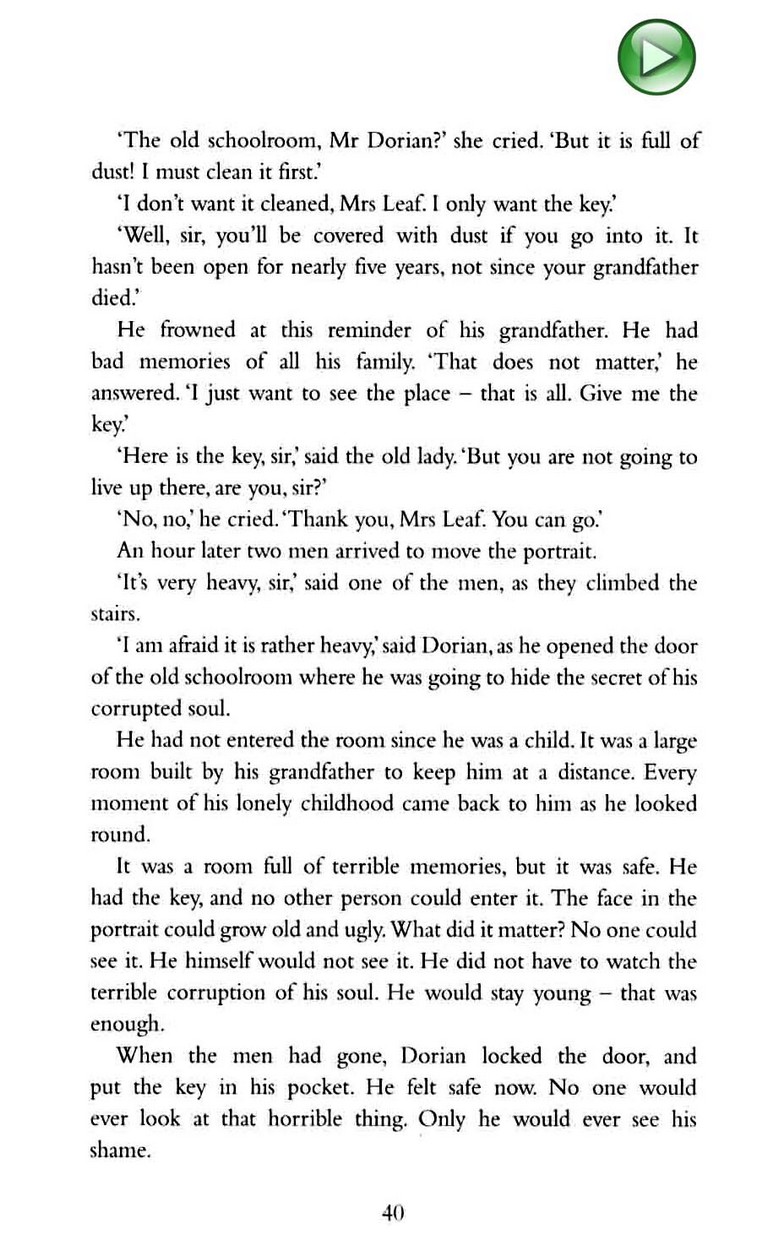 ‘The old schoolroom, Mr Dorian?’ she cried. ‘But it is full of
dust! I must clean it first.’
‘I don’t want it cleaned, Mrs Leaf. I only want the key.’
‘Well, sir, you’ll be covered with dust if you go into it. It
hasn’t been open for nearly five years, not since your grandfather
died.’
He frowned at this reminder of his grandfather. He had
bad memories of all his family. ‘That does not matter,’ he
answered. ‘I just want to see the place – that is all. Give me the
key.’
‘Here is the key, sir,’ said the old lady. ‘But you are not going to
live up there, are you, sir?’
‘No, no,’ he cried. ‘Thank you, Mrs Leaf. You can go.’
An hour later two men arrived to move the portrait.
‘It’s very heavy, sir,’ said one of the men, as they climbed the
stairs.
‘I am afraid it is rather heavy,’ said Dorian, as he opened the door
of the old schoolroom where he was going to hide the secret of his
corrupted soul.
He had not entered the room since he was a child. It was a large
room built by his grandfather to keep him at a distance. Every
moment of his lonely childhood came back to him as he looked
round.
It was a room full of terrible memories, but it was safe. He
had the key, and no other person could enter it. The face in the
portrait could grow old and ugly. What did it matter? No one could
see it. He himself would not see it. He did not have to watch the
terrible corruption of his soul. He would stay young – that was
enough.
When the men had gone, Dorian locked the door, and
put the key in his pocket. He felt safe now. No one would
ever look at that horrible thing. Only he would ever see his
shame.
40